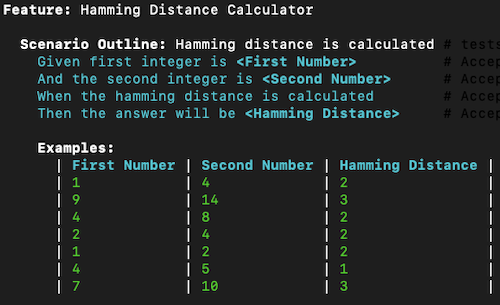 Feature: Hamming Distance Calculator
Scenario Outline: Hamming distance is calculated # tests
Given first integer is <First Number> # Accep
And the second integer is <Second Number> # Accep
When the hamming distance is calculated # Accep
Then the answer will be <Hamming Distance> # Accep
Examples:
| First Number | Second Number | Hamming Distance |
| 1 | 4 | 2 |
| 9 | 14 | 3 |
| 4 | 8 | 2 |
| 2 | 4 | 2 |
| 1 | 2 | 2 |
| 4 | 5 | 1 |
| 7 | 10 | 3 |